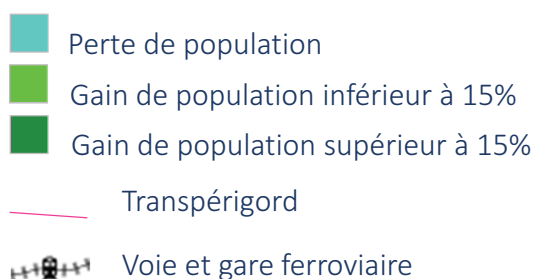 Perte de population
Gain de population inférieur à 15%
Gain de population supérieur à 15%
Transpérigord
Voie et gare ferroviaire